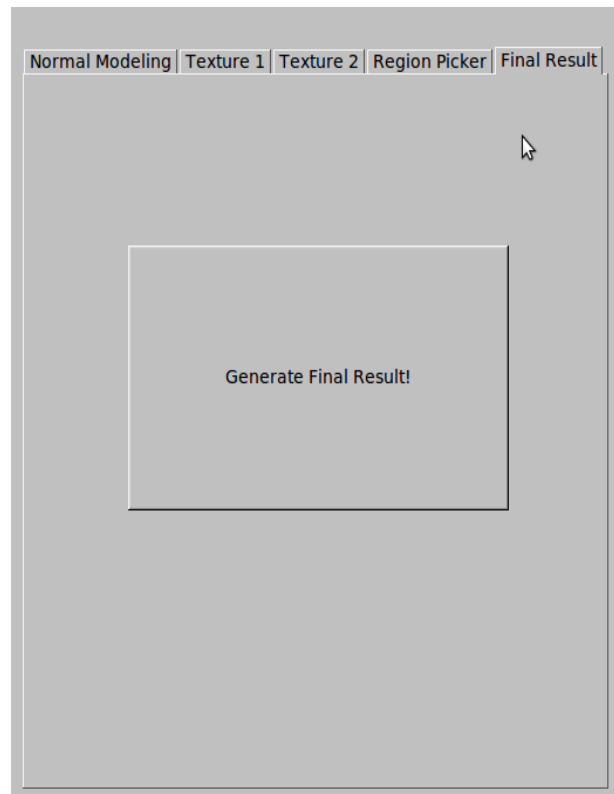 Normal Modeling Texture 1 Texture 2 Region Picker Final Result
Generate Final Result!